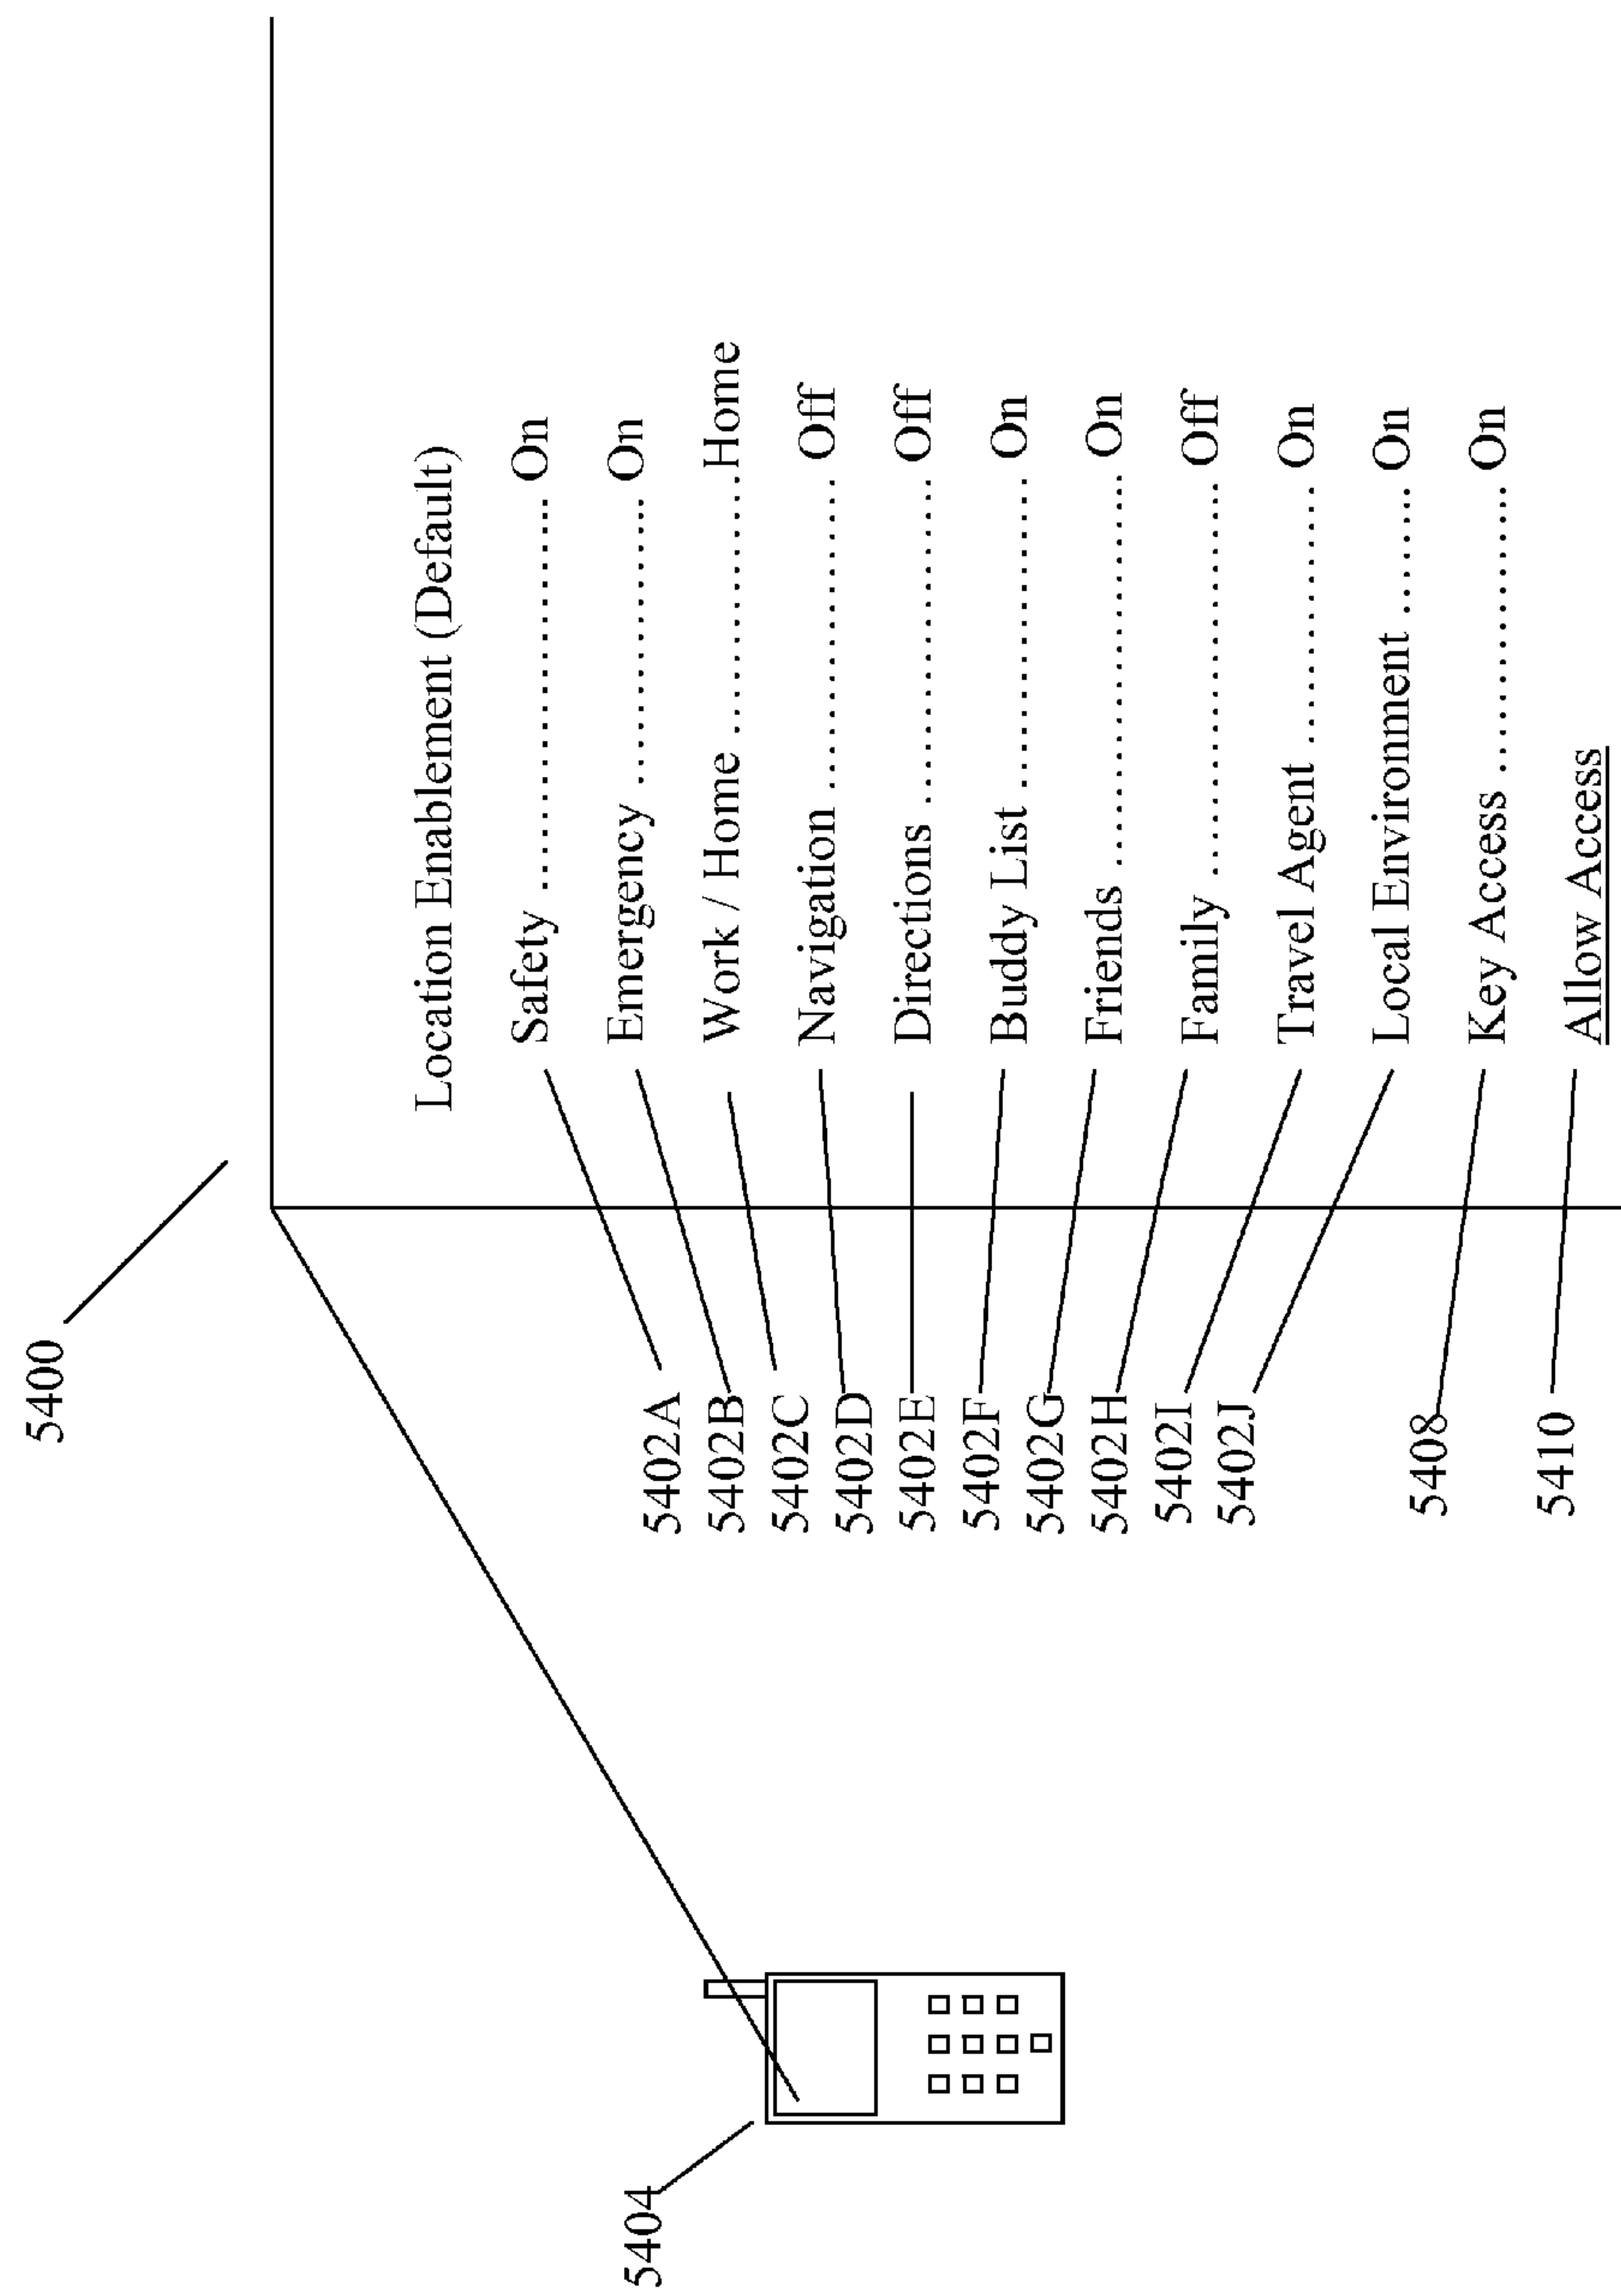 5400
Location Enablement (Default)
5402A Safety .......................... On
5402B Emergency ..................... On
5402C Work / Home ...................Home
5402D Navigation ....................... Off
5402E Directions ........................ Off
5402F Buddy List ....................... On
5402G Friends ............................. On
5402H Family ............................. Off
5402I Travel Agent ................... On
5402J Local Environment ......... On
5408 Key Access ..................... On
5410 Allow Access
5404